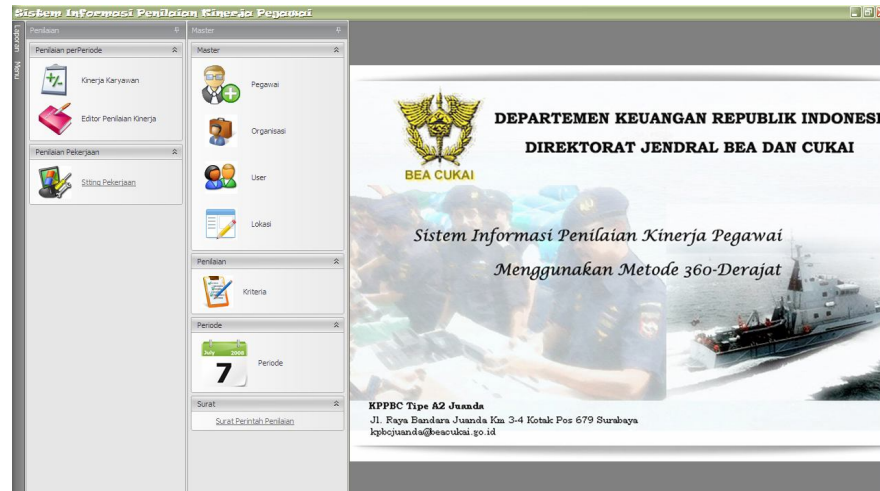 Sistem Informasi Penilaian Kinerja Pegawai
Laporan
Menu
Penilaian
Penilaian perPeriode
Kinerja Karyawan
Editor Penilaian Kinerja
Penilaian Pekerjaan
Sitting Pekerjaan
Master
Master
Pegawai
Organisasi
User
Lokasi
Penilaian
Kriteria
Periode
July 2008
7
Periode
Surat
Surat Perintah Penilaian
BEA CUKAI
DEPARTEMEN KEUANGAN REPUBLIK INDONESI
DIREKTORAT JENDRAL BEA DAN CUKAI
Sistem Informasi Penilaian Kinerja Pegawai
Menggunakan Metode 360-Derajat
KPPBC Tipe A2 Juanda
Jl. Raya Bandara Juanda Km 3-4 Kotak Pos 679 Surabaya
kpbcjuanda@beacukai.go.id